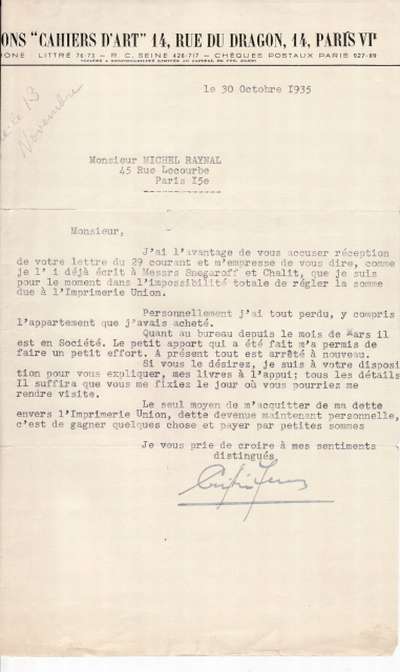 ONS "CAHIERS D'ART" 14, RUE DU DRAGON, 14, PARIS VIᵉ
HONE LITTRÉ 76-73 — R. C. SEINE 426-717 — CHÈQUES POSTAUX PARIS 927-89
le 30 Octobre I935
13
Novembre
Monsieur MICHEL RAYNAL
45 Rue Lecourbe
Paris I5e
Monsieur,
J'ai l'avantage de vous accuser réception
de votre lettre du 29 courant et m'empresse de vous dire, comme
je l' i déjà écrit à Messrs Snegaroff et Chalit, que je suis
pour le moment dans l'impossibilité totale de régler la somme
due à l'Imprimerie Union.
Personnellement j'ai tout perdu, y compris
l'appartement que j'avais acheté.
Quant au bureau depuis le mois de Mars il
est en Société. Le petit apport qui a été fait m'a permis de
faire un petit effort. A présent tout est arrêté à nouveau.
Si vous le désirez, je suis à votre disposi
tion pour vous expliquer, mes livres à l'appui; tous les détails
Il suffira que vous me fixiez le jour où vous pourriez me
rendre visite.
Le seul moyen de m'acquitter de ma dette
envers l'Imprimerie Union, dette devenue maintenant personnelle,
c'est de gagner quelques chose et payer par petites sommes
Je vous prie de croire à mes sentiments
distingués